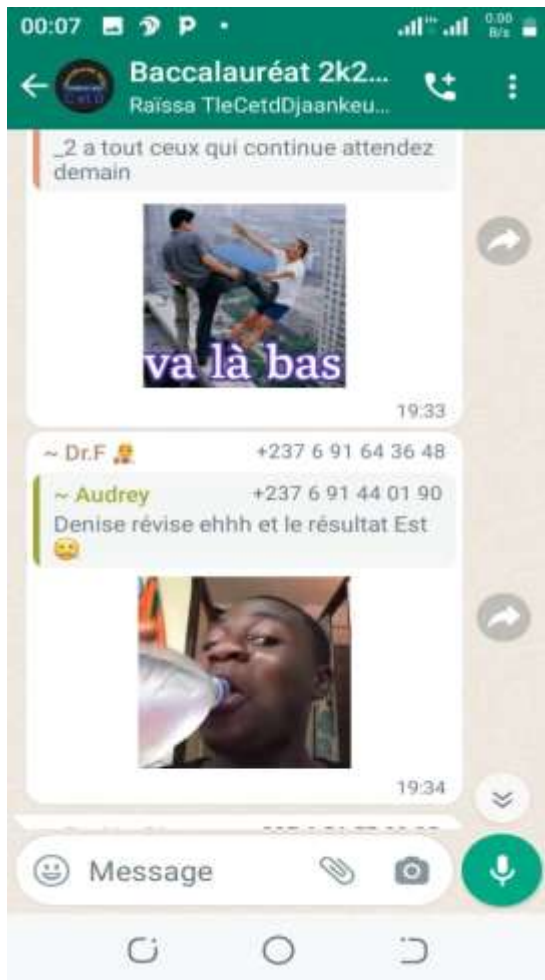 00:07
0.00
B/s
Baccalauréat 2k2...
Raïssa TleCetdDjaankeu...
_2 a tout ceux qui continue attendez
demain
va là bas
19:33
~ Dr.F +237 6 91 64 36 48
~ Audrey +237 6 91 44 01 90
Denise révise ehhh et le résultat Est
19:34
Message